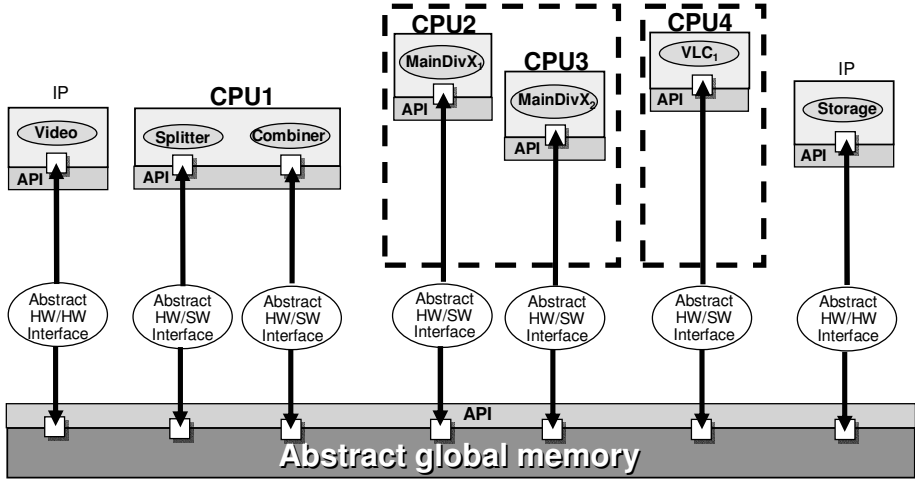 IP
Video
API
CPU1
Splitter
Combiner
API
CPU2
MainDivX₁
API
CPU3
MainDivX₂
API
CPU4
VLC₁
API
IP
Storage
API
Abstract
HW/HW
Interface
Abstract
HW/SW
Interface
Abstract
HW/SW
Interface
Abstract
HW/SW
Interface
Abstract
HW/SW
Interface
Abstract
HW/SW
Interface
Abstract
HW/HW
Interface
API
Abstract global memory